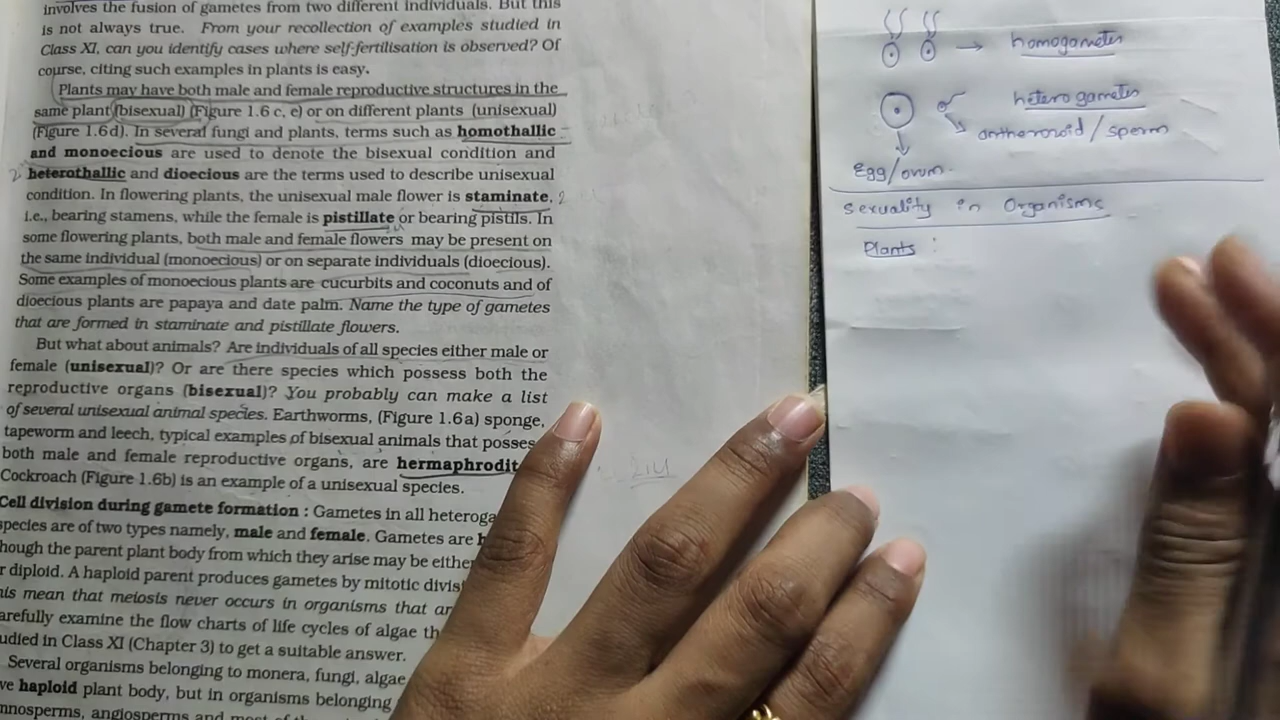 involves the fusion of gametes from two different individuals. But this
is not always true. From your recollection of examples studied in
Class XI, can you identify cases where self-fertilisation is observed? Of
course, citing such examples in plants is easy.
Plants may have both male and female reproductive structures in the
same plant (bisexual) (Figure 1.6 c, e) or on different plants (unisexual)
(Figure 1.6d). In several fungi and plants, terms such as homothallic
and monoecious are used to denote the bisexual condition and
heterothallic and dioecious are the terms used to describe unisexual
condition. In flowering plants, the unisexual male flower is staminate,
i.e., bearing stamens, while the female is pistillate or bearing pistils. In
some flowering plants, both male and female flowers may be present on
the same individual (monoecious) or on separate individuals (dioecious).
Some examples of monoecious plants are cucurbits and coconuts and of
dioecious plants are papaya and date palm. Name the type of gametes
that are formed in staminate and pistillate flowers.
But what about animals? Are individuals of all species either male or
female (unisexual)? Or are there species which possess both the
reproductive organs (bisexual)? You probably can make a list
of several unisexual animal species. Earthworms, (Figure 1.6a) sponge,
tapeworm and leech, typical examples of bisexual animals that posses
both male and female reproductive organs, are hermaphrodit
Cockroach (Figure 1.6b) is an example of a unisexual species.
Cell division during gamete formation : Gametes in all heteroga
species are of two types namely, male and female. Gametes are h
hough the parent plant body from which they arise may be either
r diploid. A haploid parent produces gametes by mitotic divis
his mean that meiosis never occurs in organisms that ar
arefully examine the flow charts of life cycles of algae th
udied in Class XI (Chapter 3) to get a suitable answer.
Several organisms belonging to monera, fungi, algae
ve haploid plant body, but in organisms belonging
nnosperms, angiosperms and most of th
214
homogametes
heterogametes
antherozoid / sperm
Egg/ovum.
Sexuality in Organisms
Plants :